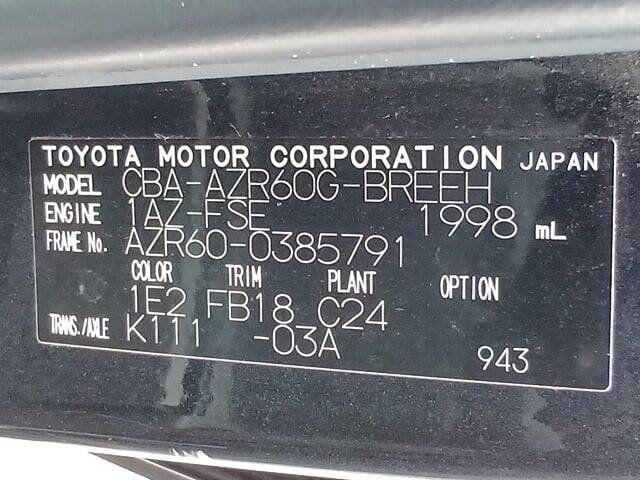 TOYOTA MOTOR CORPORATION JAPAN
MODEL CBA-AZR60G-BREEH
ENGINE 1AZ-FSE 1998 mL
FRAME No. AZR60-0385791
COLOR TRIM PLANT OPTION
1E2 FB18 C24
TRANS./AXLE K111 -03A
943